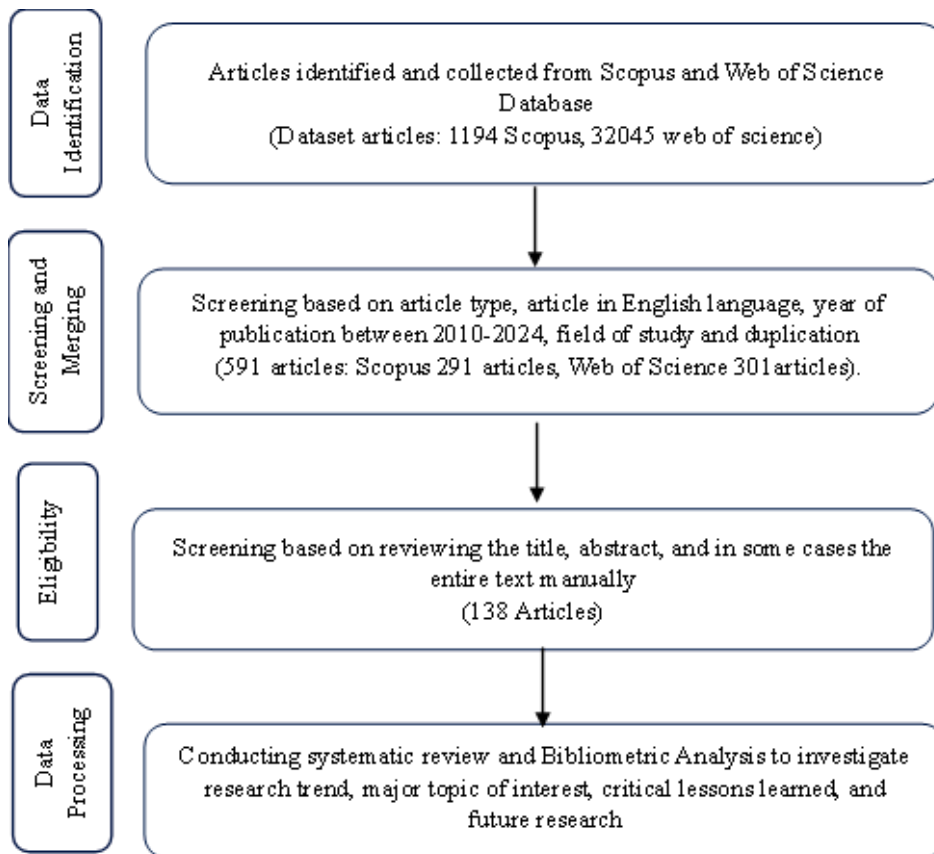 Data
Identification
Articles identified and collected from Scopus and Web of Science
Database
(Dataset articles: 1194 Scopus, 32045 web of science)
Screening and
Merging
Screening based on article type, article in English language, year of
publication between 2010-2024, field of study and duplication
(591 articles: Scopus 291 articles, Web of Science 301articles).
Eligibility
Screening based on reviewing the title, abstract, and in some cases the
entire text manually
(138 Articles)
Data
Processing
Conducting systematic review and Bibliometric Analysis to investigate
research trend, major topic of interest, critical lessons learned, and
future research